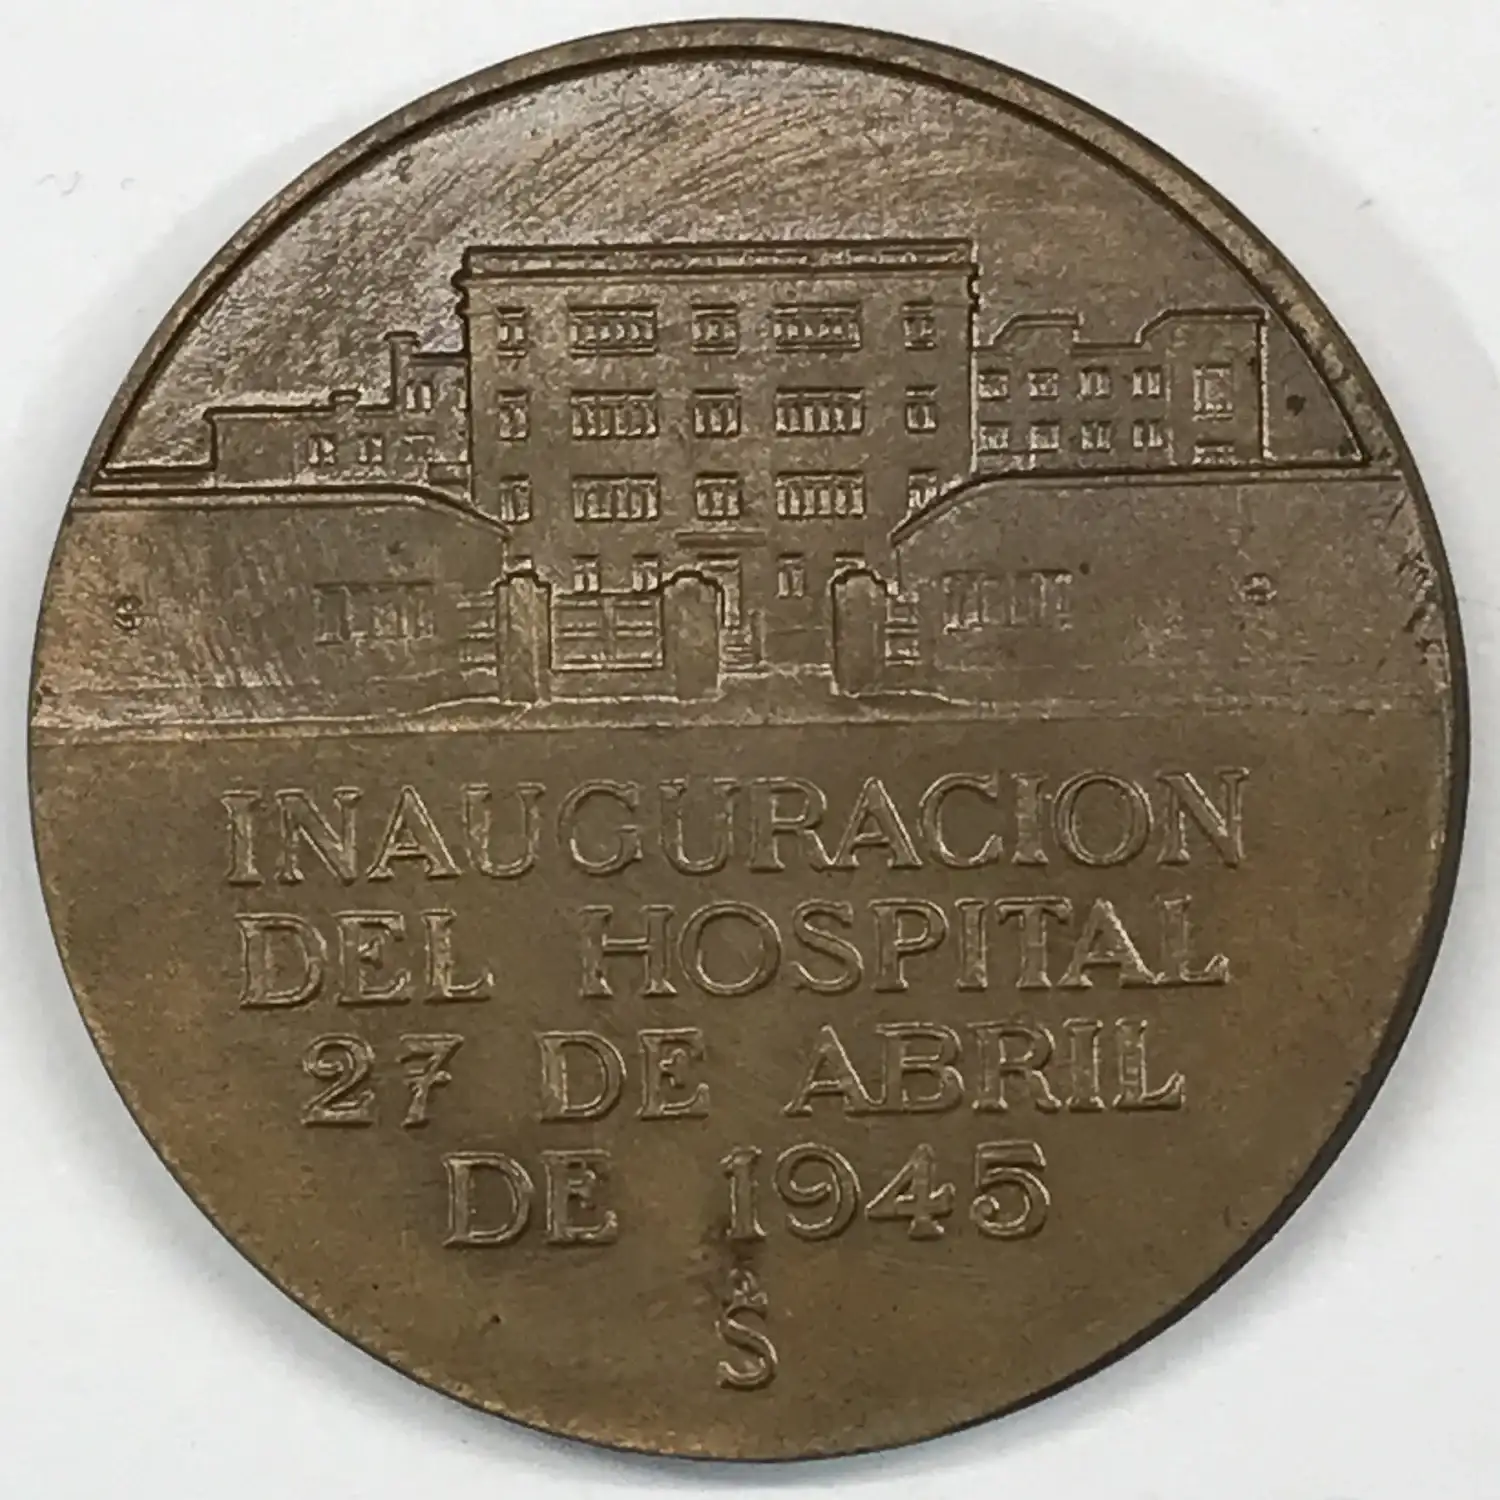 INAUGURACION
DEL HOSPITAL
27 DE ABRIL
DE 1945
S